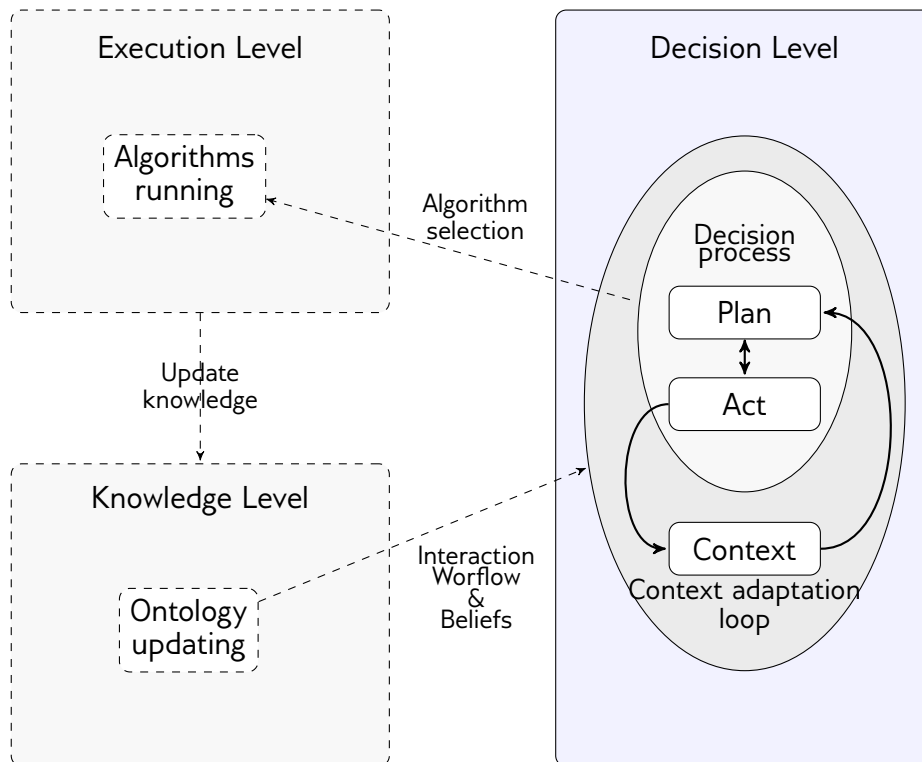 Execution Level
Algorithms
running
Update
knowledge
Knowledge Level
Ontology
updating
Algorithm
selection
Interaction
Worflow
&
Beliefs
Decision Level
Decision
process
Plan
Act
Context
Context adaptation
loop